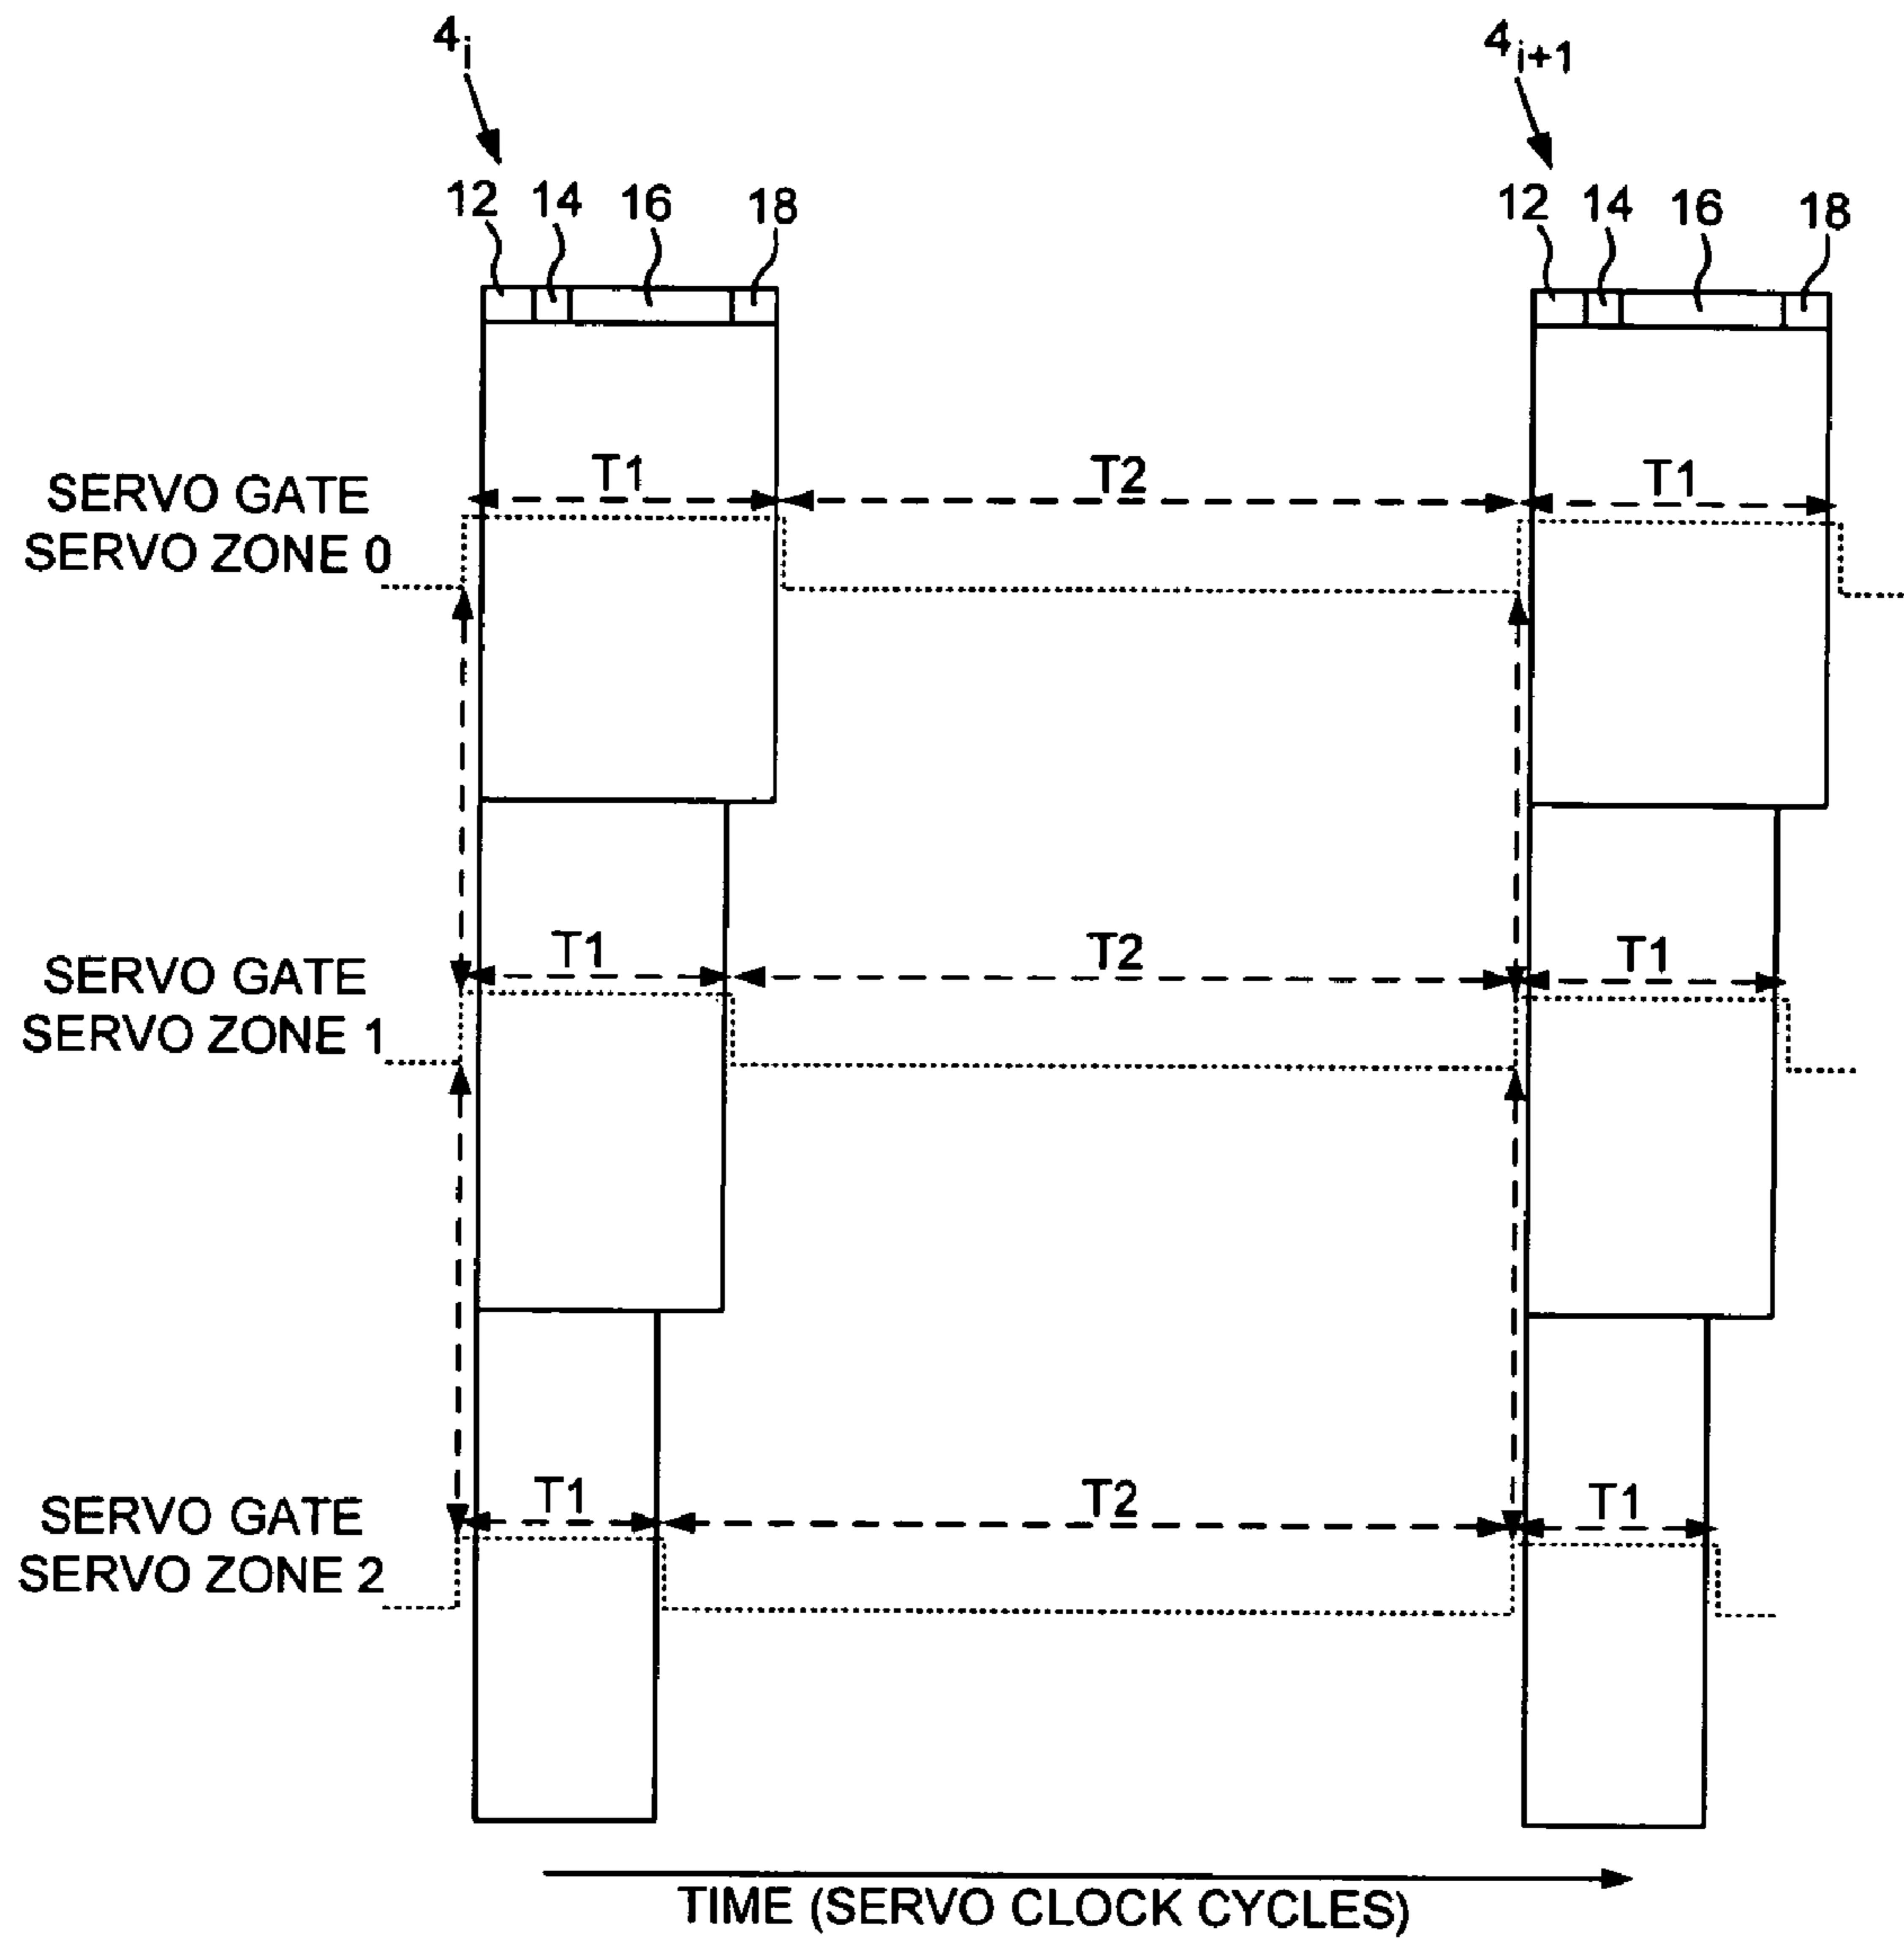 4i 4i+1
12 14 16 18 12 14 16 18
T1 T2 T1
SERVO GATE
SERVO ZONE 0
T1 T2 T1
SERVO GATE
SERVO ZONE 1
T1 T2 T1
SERVO GATE
SERVO ZONE 2
TIME (SERVO CLOCK CYCLES)